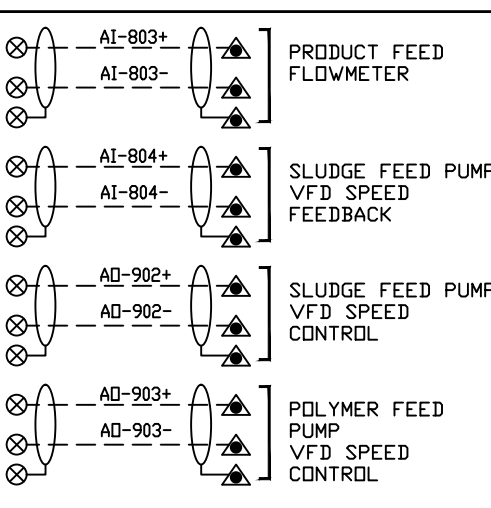 AI-803+
AI-803-
PRODUCT FEED
FLOWMETER
AI-804+
AI-804-
SLUDGE FEED PUMP
VFD SPEED
FEEDBACK
AO-902+
AO-902-
SLUDGE FEED PUMP
VFD SPEED
CONTROL
AO-903+
AO-903-
POLYMER FEED
PUMP
VFD SPEED
CONTROL